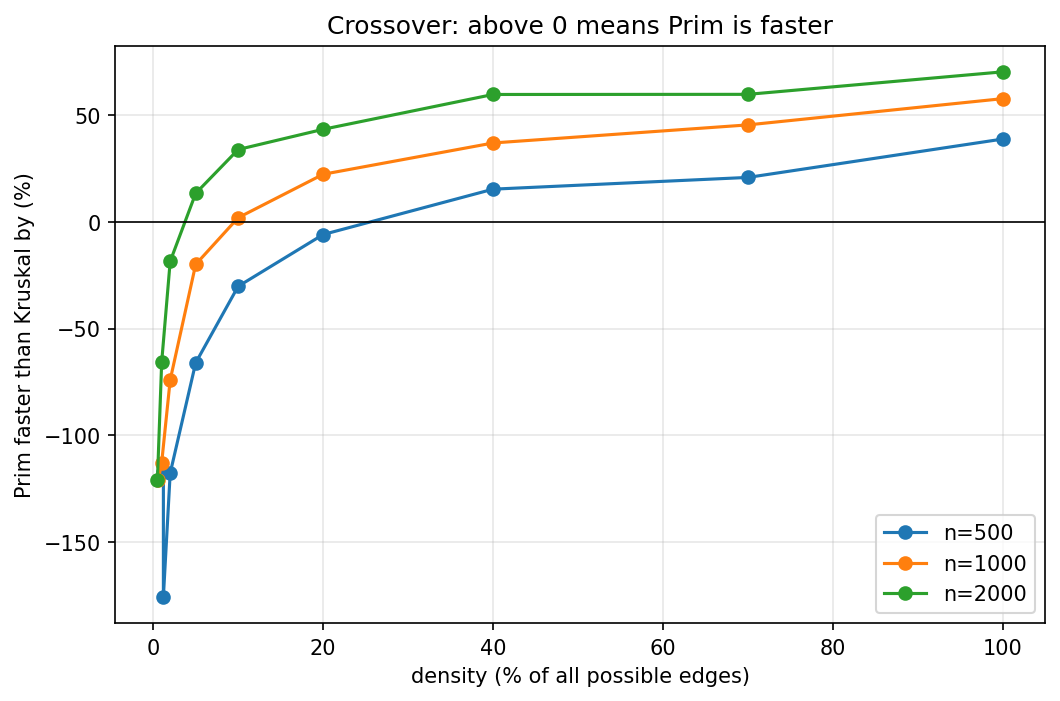 Crossover: above 0 means Prim is faster
Prim faster than Kruskal by (%)
50
0
−50
−100
−150
0
20
40
60
80
100
density (% of all possible edges)
n=500
n=1000
n=2000